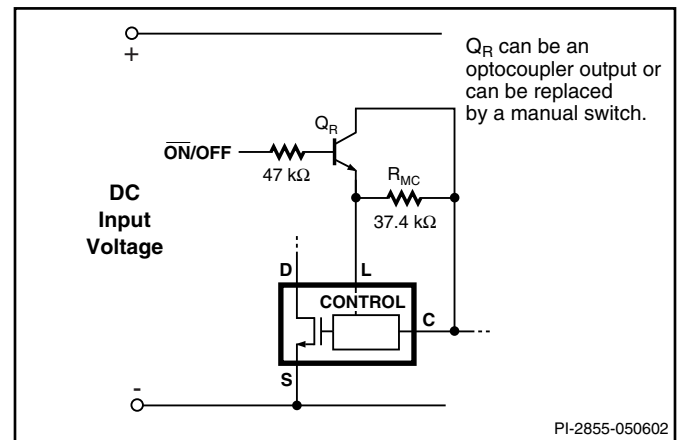 +
Q_R can be an
optocoupler output or
can be replaced
by a manual switch.
Q_R
ON/OFF
47 kΩ
R_MC
37.4 kΩ
DC
Input
Voltage
D
L
CONTROL
C
S
-
PI-2855-050602